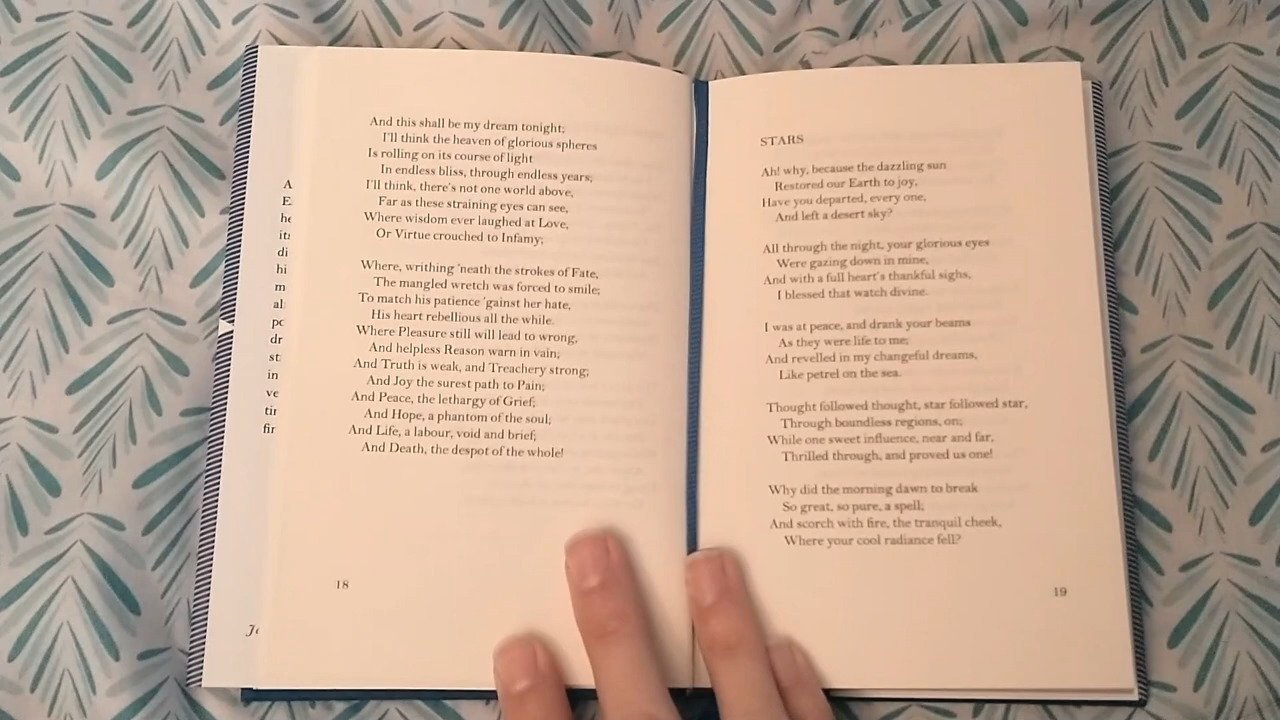 And this shall be my dream tonight;
I'll think the heaven of glorious spheres
Is rolling on its course of light
In endless bliss, through endless years;
I'll think, there's not one world above,
Far as these straining eyes can see,
Where wisdom ever laughed at Love,
Or Virtue crouched to Infamy;
Where, writhing 'neath the strokes of Fate,
The mangled wretch was forced to smile;
To match his patience 'gainst her hate,
His heart rebellious all the while.
Where Pleasure still will lead to wrong,
And helpless Reason warn in vain;
And Truth is weak, and Treachery strong;
And Joy the surest path to Pain;
And Peace, the lethargy of Grief;
And Hope, a phantom of the soul;
And Life, a labour, void and brief;
And Death, the despot of the whole!
18
STARS
Ah! why, because the dazzling sun
Restored our Earth to joy,
Have you departed, every one,
And left a desert sky?
All through the night, your glorious eyes
Were gazing down in mine,
And with a full heart's thankful sighs,
I blessed that watch divine.
I was at peace, and drank your beams
As they were life to me;
And revelled in my changeful dreams,
Like petrel on the sea.
Thought followed thought, star followed star,
Through boundless regions, on;
While one sweet influence, near and far,
Thrilled through, and proved us one!
Why did the morning dawn to break
So great, so pure, a spell;
And scorch with fire, the tranquil cheek,
Where your cool radiance fell?
19